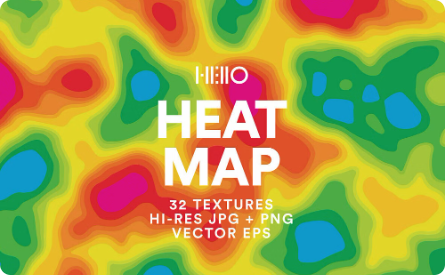 HEIIO
HEAT
MAP
32 TEXTURES
HI-RES JPG + PNG
VECTOR EPS